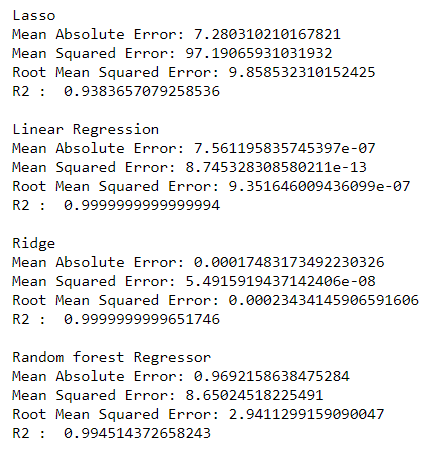 Lasso
Mean Absolute Error: 7.280310210167821
Mean Squared Error: 97.19065931031932
Root Mean Squared Error: 9.858532310152425
R2 :  0.9383657079258536
Linear Regression
Mean Absolute Error: 7.561195835745397e-07
Mean Squared Error: 8.745328308580211e-13
Root Mean Squared Error: 9.351646009436099e-07
R2 :  0.9999999999999994
Ridge
Mean Absolute Error: 0.00017483173492230326
Mean Squared Error: 5.4915919437142406e-08
Root Mean Squared Error: 0.00023434145906591606
R2 :  0.9999999999651746
Random forest Regressor
Mean Absolute Error: 0.9692158638475284
Mean Squared Error: 8.65024518225491
Root Mean Squared Error: 2.9411299159090047
R2 :  0.994514372658243